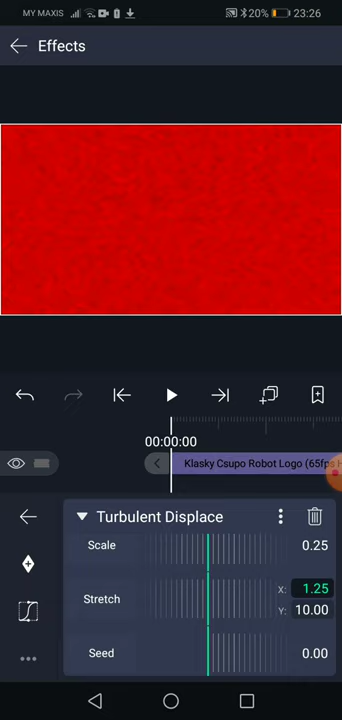 MY MAXIS 20% 23:26
Effects
00:00:00
Klasky Csupo Robot Logo (65fps H
Turbulent Displace
Scale 0.25
Stretch X: 1.25
Y: 10.00
Seed 0.00